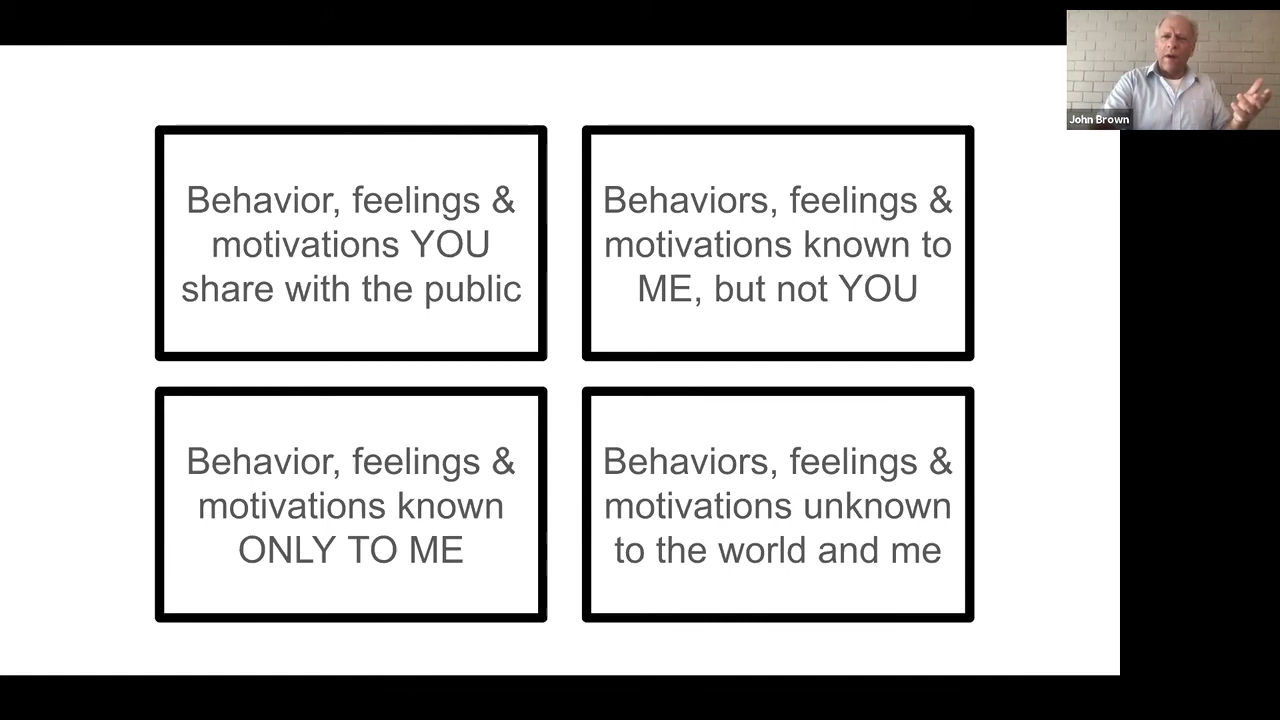 Behavior, feelings &
motivations YOU
share with the public
Behaviors, feelings &
motivations known to
ME, but not YOU
Behavior, feelings &
motivations known
ONLY TO ME
Behaviors, feelings &
motivations unknown
to the world and me
John Brown